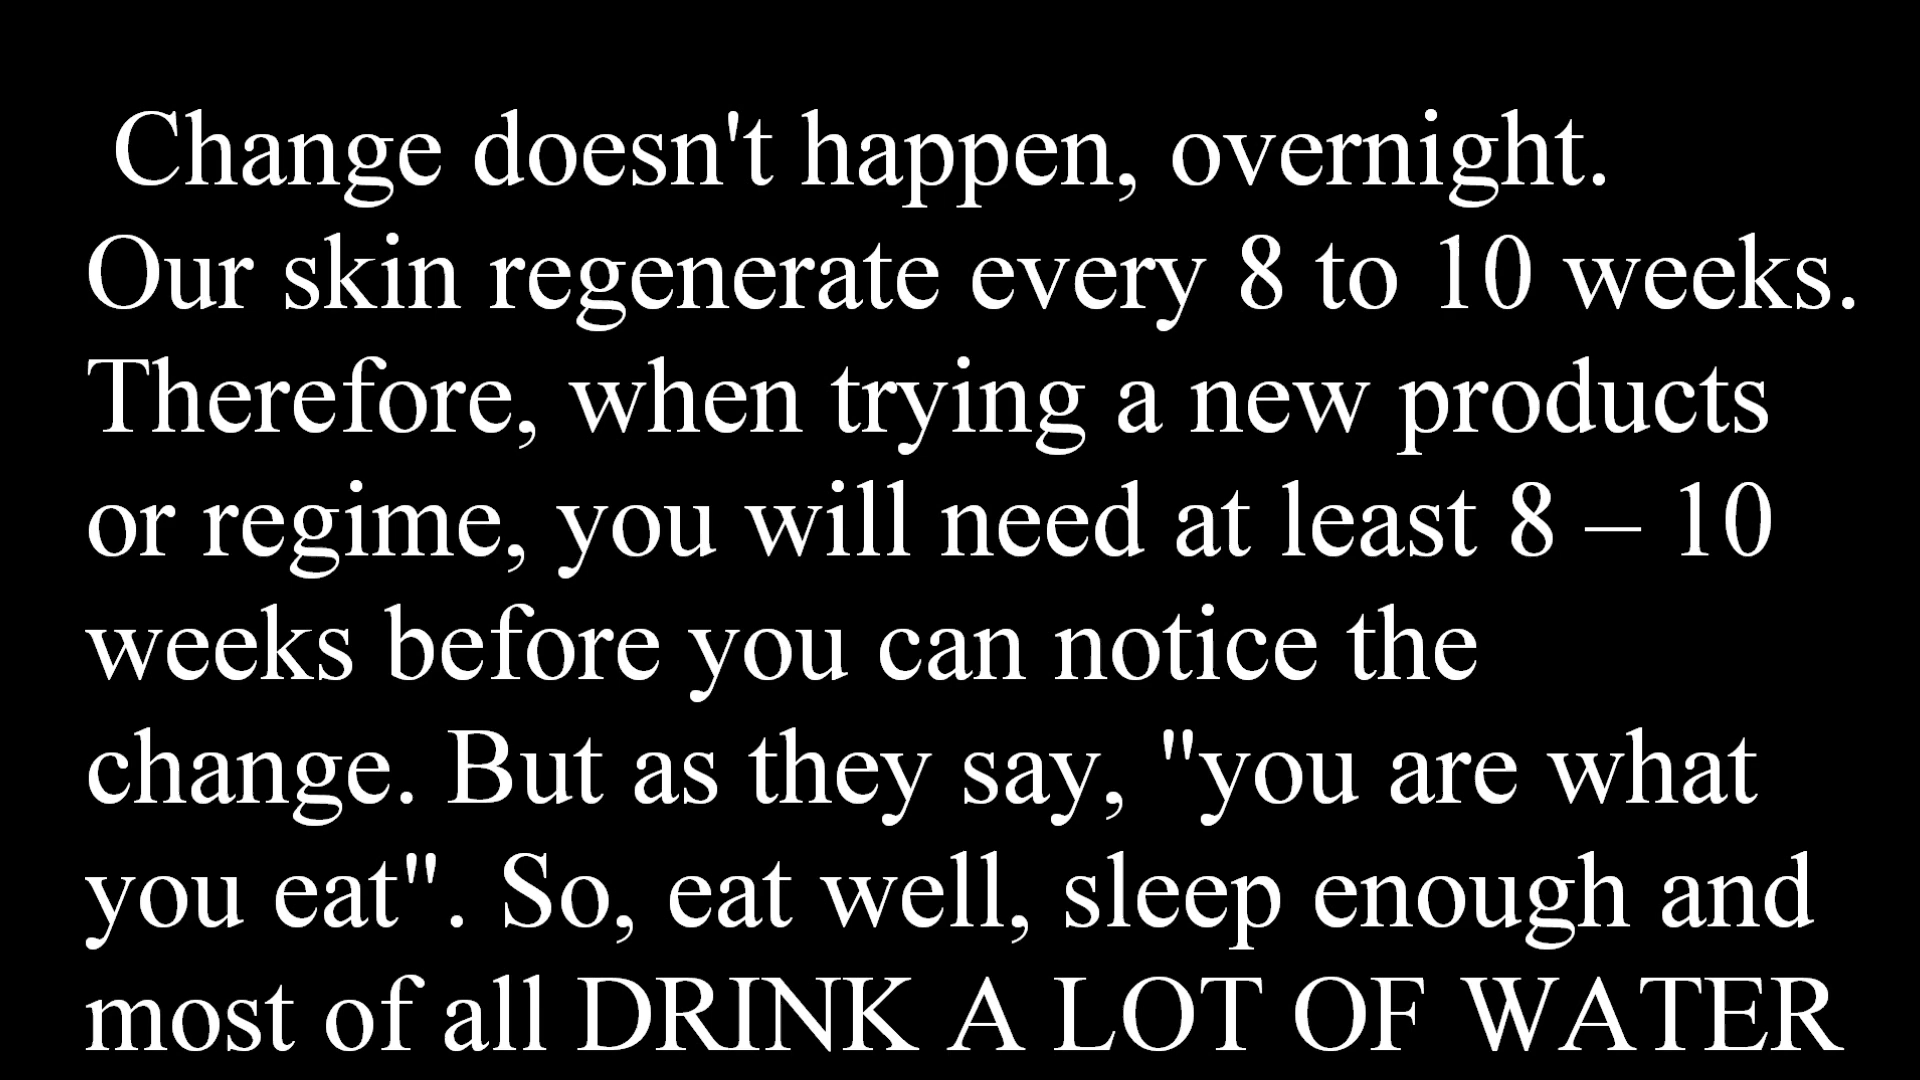 Change doesn't happen, overnight.
Our skin regenerate every 8 to 10 weeks.
Therefore, when trying a new products
or regime, you will need at least 8 – 10
weeks before you can notice the
change. But as they say, "you are what
you eat". So, eat well, sleep enough and
most of all DRINK A LOT OF WATER